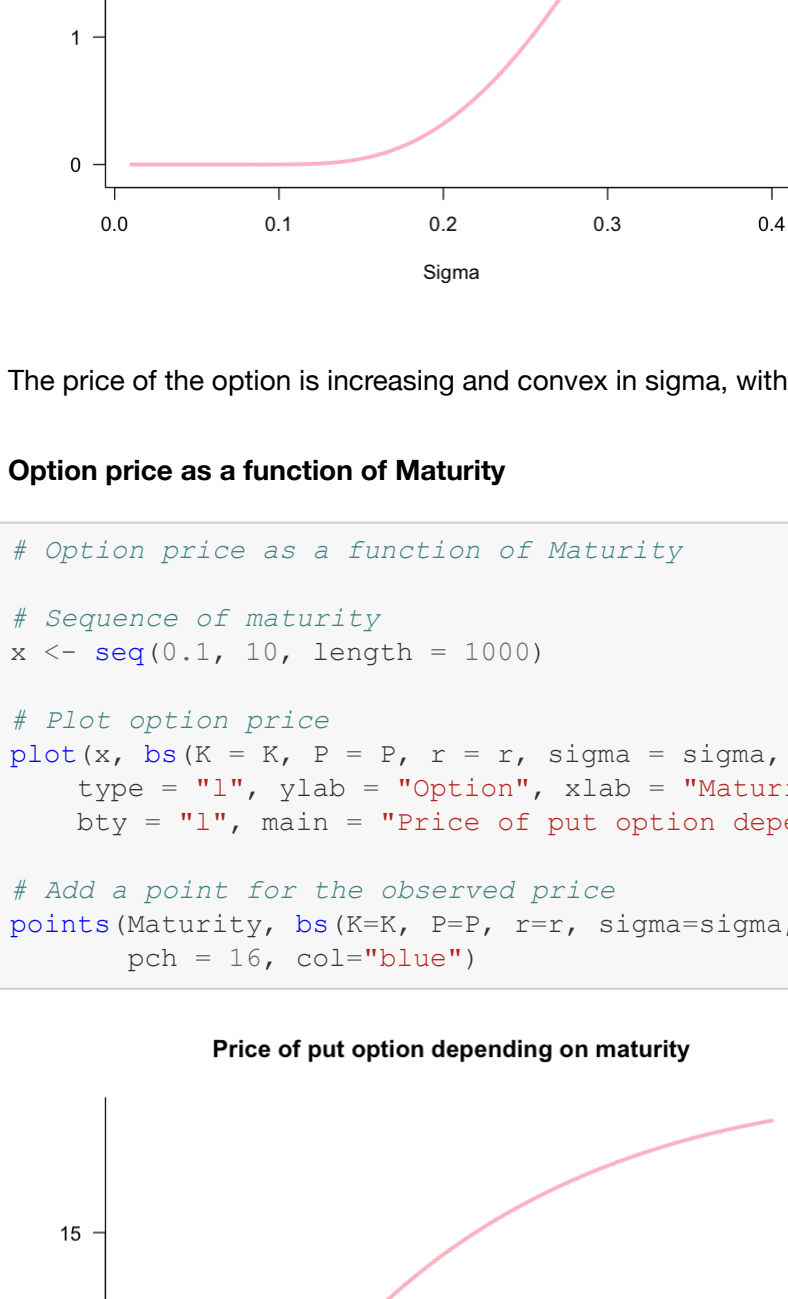 1
0
0.0 0.1 0.2 0.3 0.4
Sigma
The price of the option is increasing and convex in sigma, with
Option price as a function of Maturity
# Option price as a function of Maturity
# Sequence of maturity
x <- seq(0.1, 10, length = 1000)
# Plot option price
plot(x, bs(K = K, P = P, r = r, sigma = sigma,
type = "l", ylab = "Option", xlab = "Maturi
bty = "l", main = "Price of put option depe
# Add a point for the observed price
points(Maturity, bs(K=K, P=P, r=r, sigma=sigma,
pch = 16, col="blue")
Price of put option depending on maturity
15